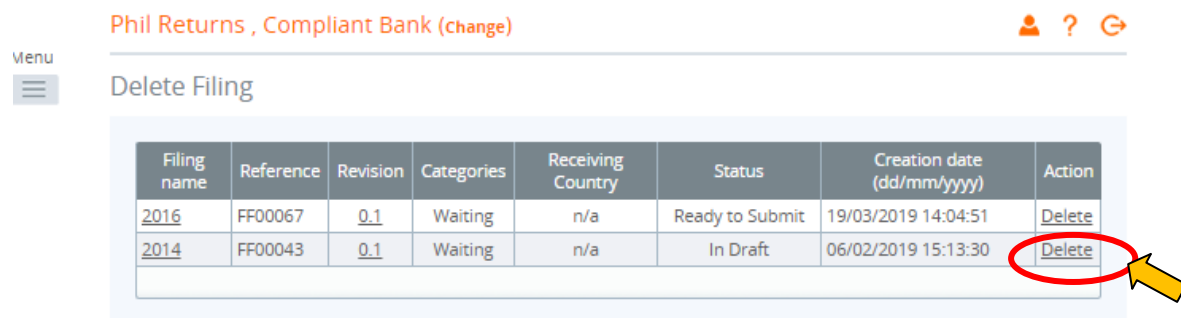 Phil Returns , Compliant Bank (Change) ?
Menu
Delete Filing
Filing name Reference Revision Categories Receiving Country Status Creation date (dd/mm/yyyy) Action
2016 FF00067 0.1 Waiting n/a Ready to Submit 19/03/2019 14:04:51 Delete
2014 FF00043 0.1 Waiting n/a In Draft 06/02/2019 15:13:30 Delete